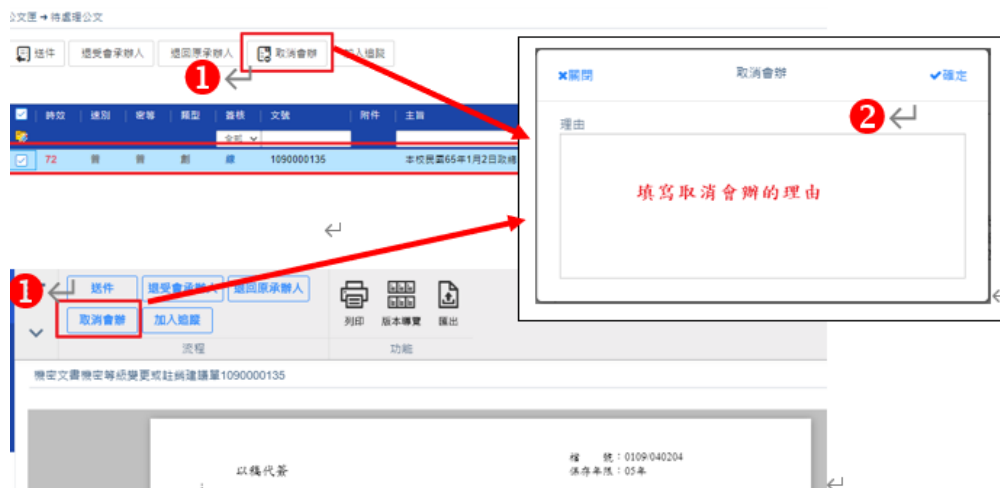 公文匣➔待處理公文
送件 退受會承辦人 退回原承辦人 取消會辦 加入追蹤
1
時效 速別 密等 類型 簽核 文號 附件 主旨
全部
72 普 普 創 線 1090000135 本校民國65年1月2日政總
✖關閉 取消會辦 ✔確定
2
理由
填寫取消會辦的理由
1
送件 退受會承辦人 退回原承辦人
取消會辦 加入追蹤
流程
列印 版本導覽 匯出
功能
機密文書機密等級變更或註銷建議單1090000135
檔 號：0109/040204
保存年限：05年
以稿代簽